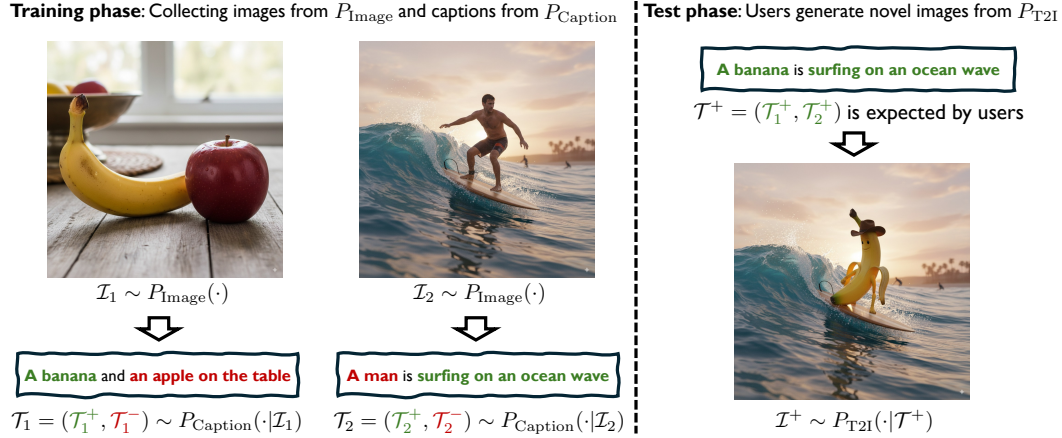 Training phase: Collecting images from P_Image and captions from P_Caption
I₁ ∼ P_Image(·)
A banana and an apple on the table
T₁ = (T₁⁺, T₁⁻) ∼ P_Caption(·|I₁)
I₂ ∼ P_Image(·)
A man is surfing on an ocean wave
T₂ = (T₂⁺, T₂⁻) ∼ P_Caption(·|I₂)
Test phase: Users generate novel images from P_T2I
A banana is surfing on an ocean wave
T⁺ = (T₁⁺, T₂⁺) is expected by users
I⁺ ∼ P_T2I(·|T⁺)